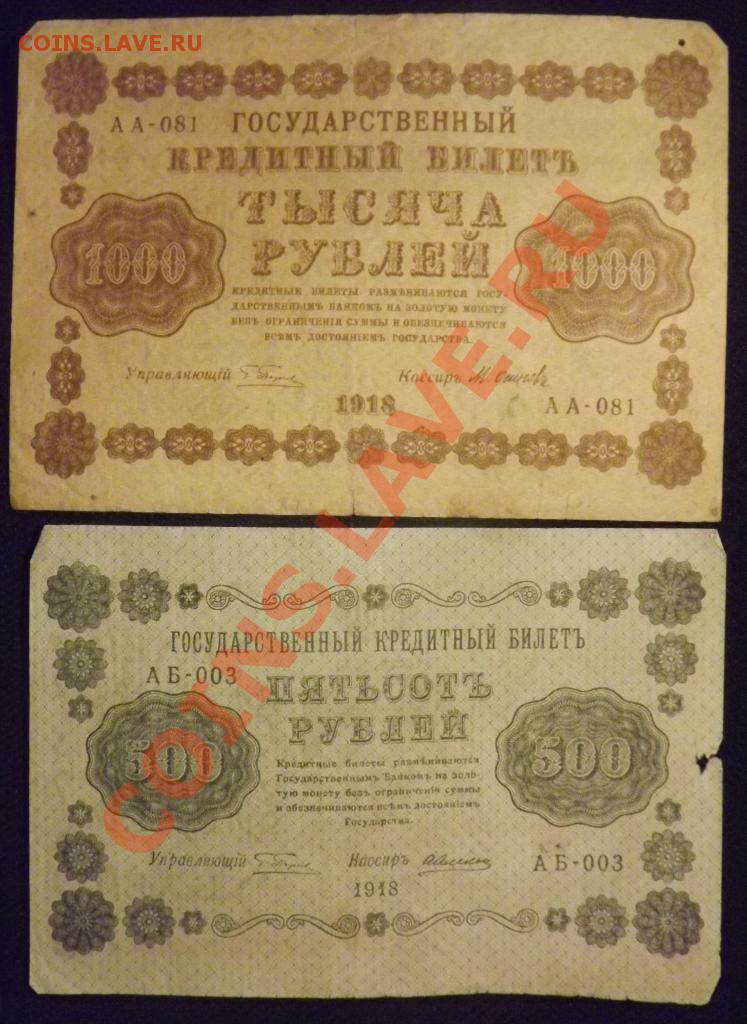 COINS.LAVE.RU
АА-081 ГОСУДАРСТВЕННЫЙ
КРЕДИТНЫЙ БИЛЕТЪ
ТЫСЯЧА
РУБЛЕЙ
1000
1000
КРЕДИТНЫЕ БИЛЕТЫ РАЗМѢНИВАЮТСЯ ГОСУ-
ДАРСТВЕННЫМЪ БАНКОМЪ НА ЗОЛОТУЮ МОНЕТУ
БЕЗЪ ОГРАНИЧЕНІЯ СУММЫ И ОБЕЗПЕЧИВАЮТСЯ
ВСѢМЪ ДОСТОЯНІЕМЪ ГОСУДАРСТВА.
Управляющій
Кассиръ
1918
АА-081
COINS.LAVE.RU
ГОСУДАРСТВЕННЫЙ КРЕДИТНЫЙ БИЛЕТЪ
АБ-003
ПЯТЬСОТЪ
РУБЛЕЙ
500
500
Кредитные билеты размѣниваются
Государственнымъ Банкомъ на золо-
тую монету безъ ограниченія суммы
и обезпечиваются всѣмъ достояніемъ
Государства.
Управляющій
Кассиръ
АБ-003
1918